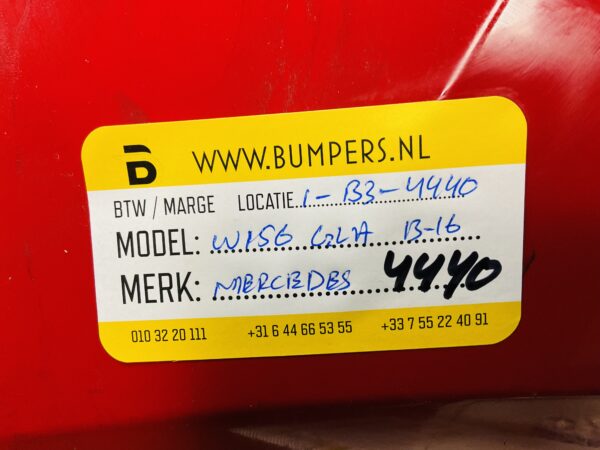 WWW.BUMPERS.NL
BTW / MARGE LOCATIE 1-B3-4440
MODEL: W156 GLA B-16
MERK: MERCEDES 4440
010 32 20 111 +31 6 44 66 53 55 +33 7 55 22 40 91